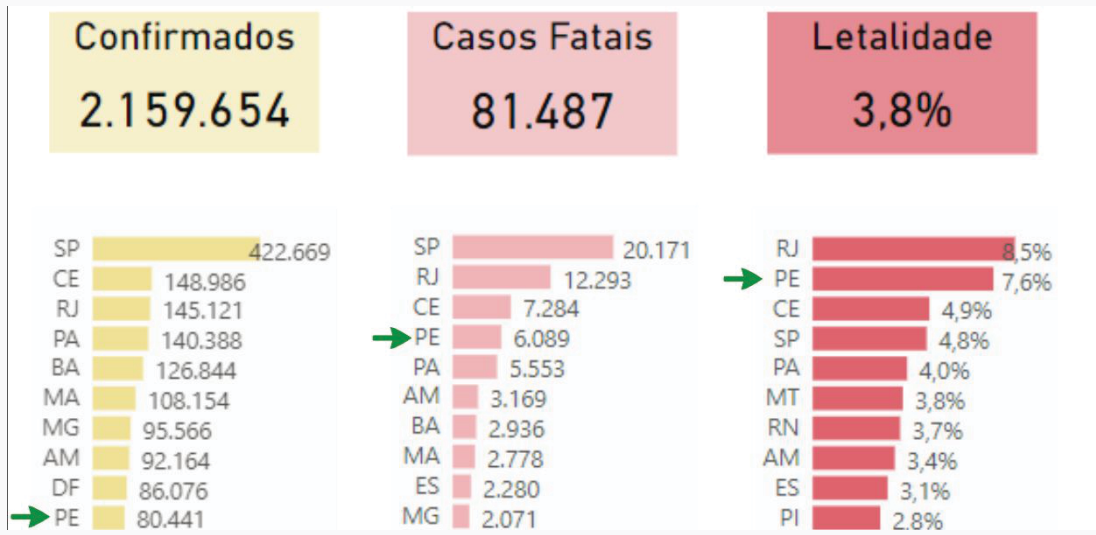 Confirmados
2.159.654
Casos Fatais
81.487
Letalidade
3,8%
SP 422.669
CE 148.986
RJ 145.121
PA 140.388
BA 126.844
MA 108.154
MG 95.566
AM 92.164
DF 86.076
PE 80.441
SP 20.171
RJ 12.293
CE 7.284
PE 6.089
PA 5.553
AM 3.169
BA 2.936
MA 2.778
ES 2.280
MG 2.071
RJ 8,5%
PE 7,6%
CE 4,9%
SP 4,8%
PA 4,0%
MT 3,8%
RN 3,7%
AM 3,4%
ES 3,1%
PI 2,8%